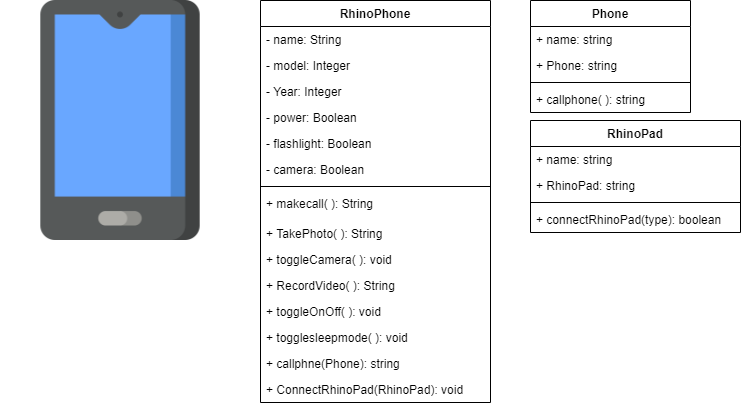 RhinoPhone
- name: String
- model: Integer
- Year: Integer
- power: Boolean
- flashlight: Boolean
- camera: Boolean
+ makecall( ): String
+ TakePhoto( ): String
+ toggleCamera( ): void
+ RecordVideo( ): String
+ toggleOnOff( ): void
+ togglesleepmode( ): void
+ callphne(Phone): string
+ ConnectRhinoPad(RhinoPad): void
Phone
+ name: string
+ Phone: string
+ callphone( ): string
RhinoPad
+ name: string
+ RhinoPad: string
+ connectRhinoPad(type): boolean